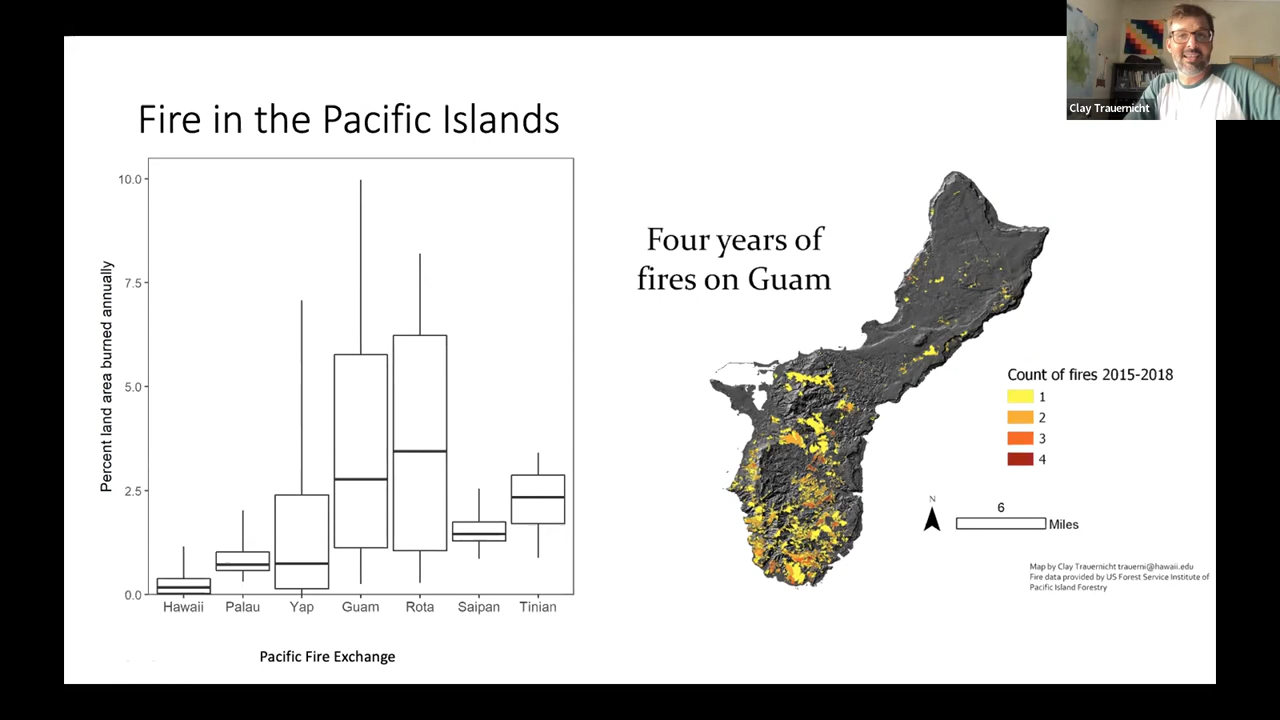 Clay Trauernicht
Fire in the Pacific Islands
Percent land area burned annually
10.0
7.5
5.0
2.5
0.0
Hawaii Palau Yap Guam Rota Saipan Tinian
Pacific Fire Exchange
Four years of
fires on Guam
Count of fires 2015-2018
1
2
3
4
N
6
Miles
Map by Clay Trauernicht trauerni@hawaii.edu
Fire data provided by US Forest Service Institute of
Pacific Island Forestry